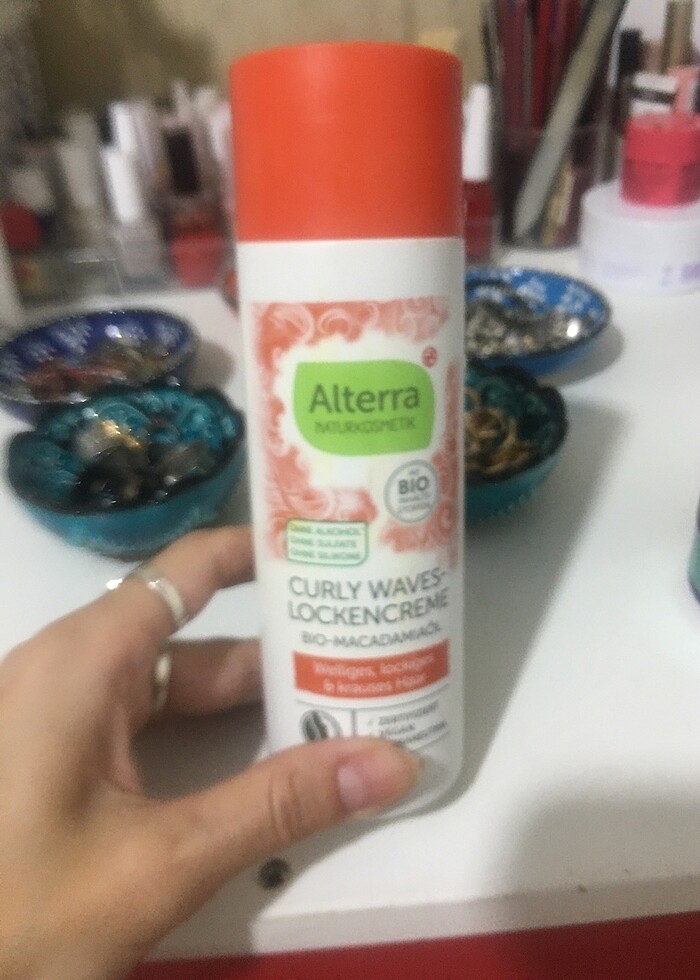 Alterra
NATURKOSMETIK
BIO
OHNE ALKOHOL
OHNE SULFATE
OHNE SILIKONE
CURLY WAVES-
LOCKENCREME
BIO-MACADAMIAÖL
Welliges, lockiges
& krauses Haar
ZERTIFIZIERT
VEGAN